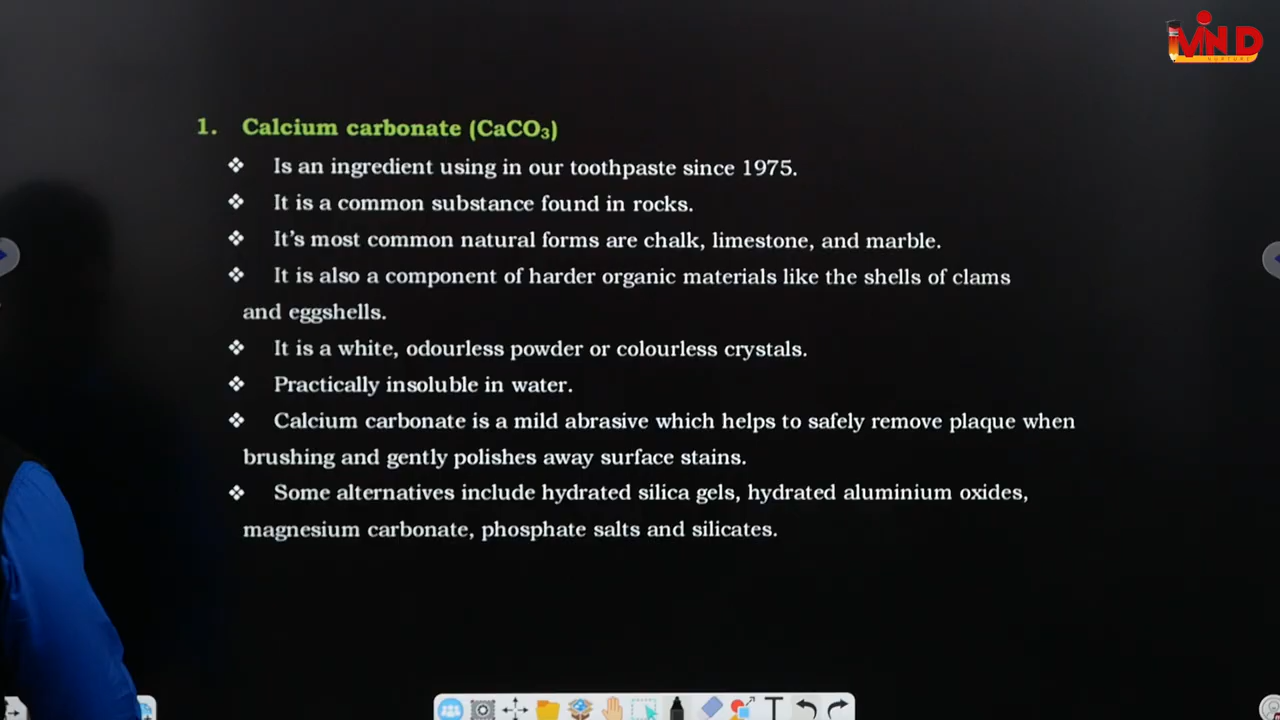 MIND
NURTURE
1. Calcium carbonate (CaCO₃)
❖ Is an ingredient using in our toothpaste since 1975.
❖ It is a common substance found in rocks.
❖ It's most common natural forms are chalk, limestone, and marble.
❖ It is also a component of harder organic materials like the shells of clams
and eggshells.
❖ It is a white, odourless powder or colourless crystals.
❖ Practically insoluble in water.
❖ Calcium carbonate is a mild abrasive which helps to safely remove plaque when
brushing and gently polishes away surface stains.
❖ Some alternatives include hydrated silica gels, hydrated aluminium oxides,
magnesium carbonate, phosphate salts and silicates.
T